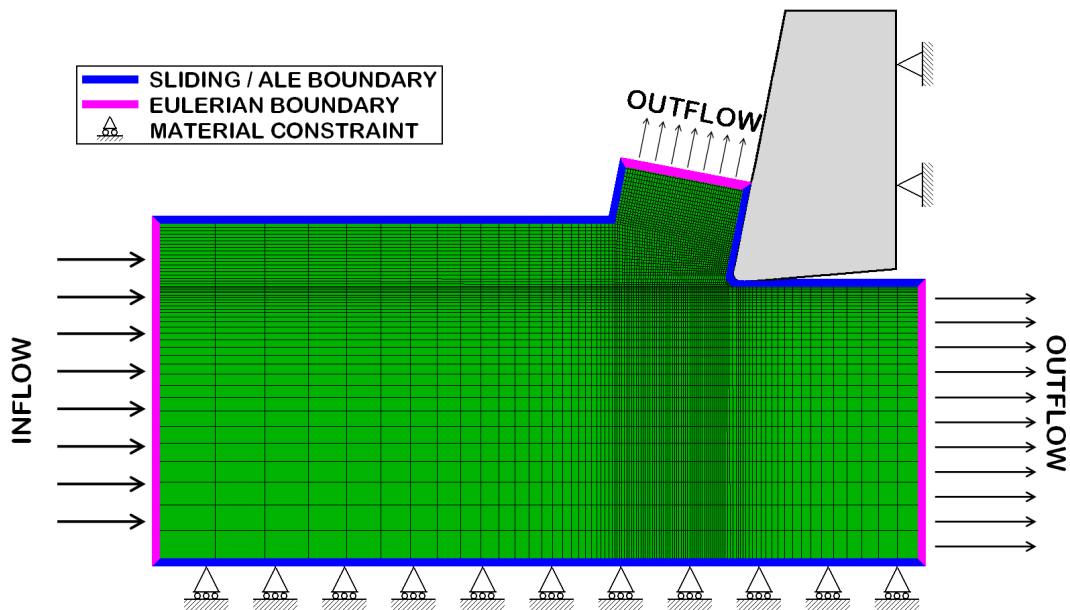 SLIDING / ALE BOUNDARY
EULERIAN BOUNDARY
MATERIAL CONSTRAINT
OUTFLOW
INFLOW
OUTFLOW